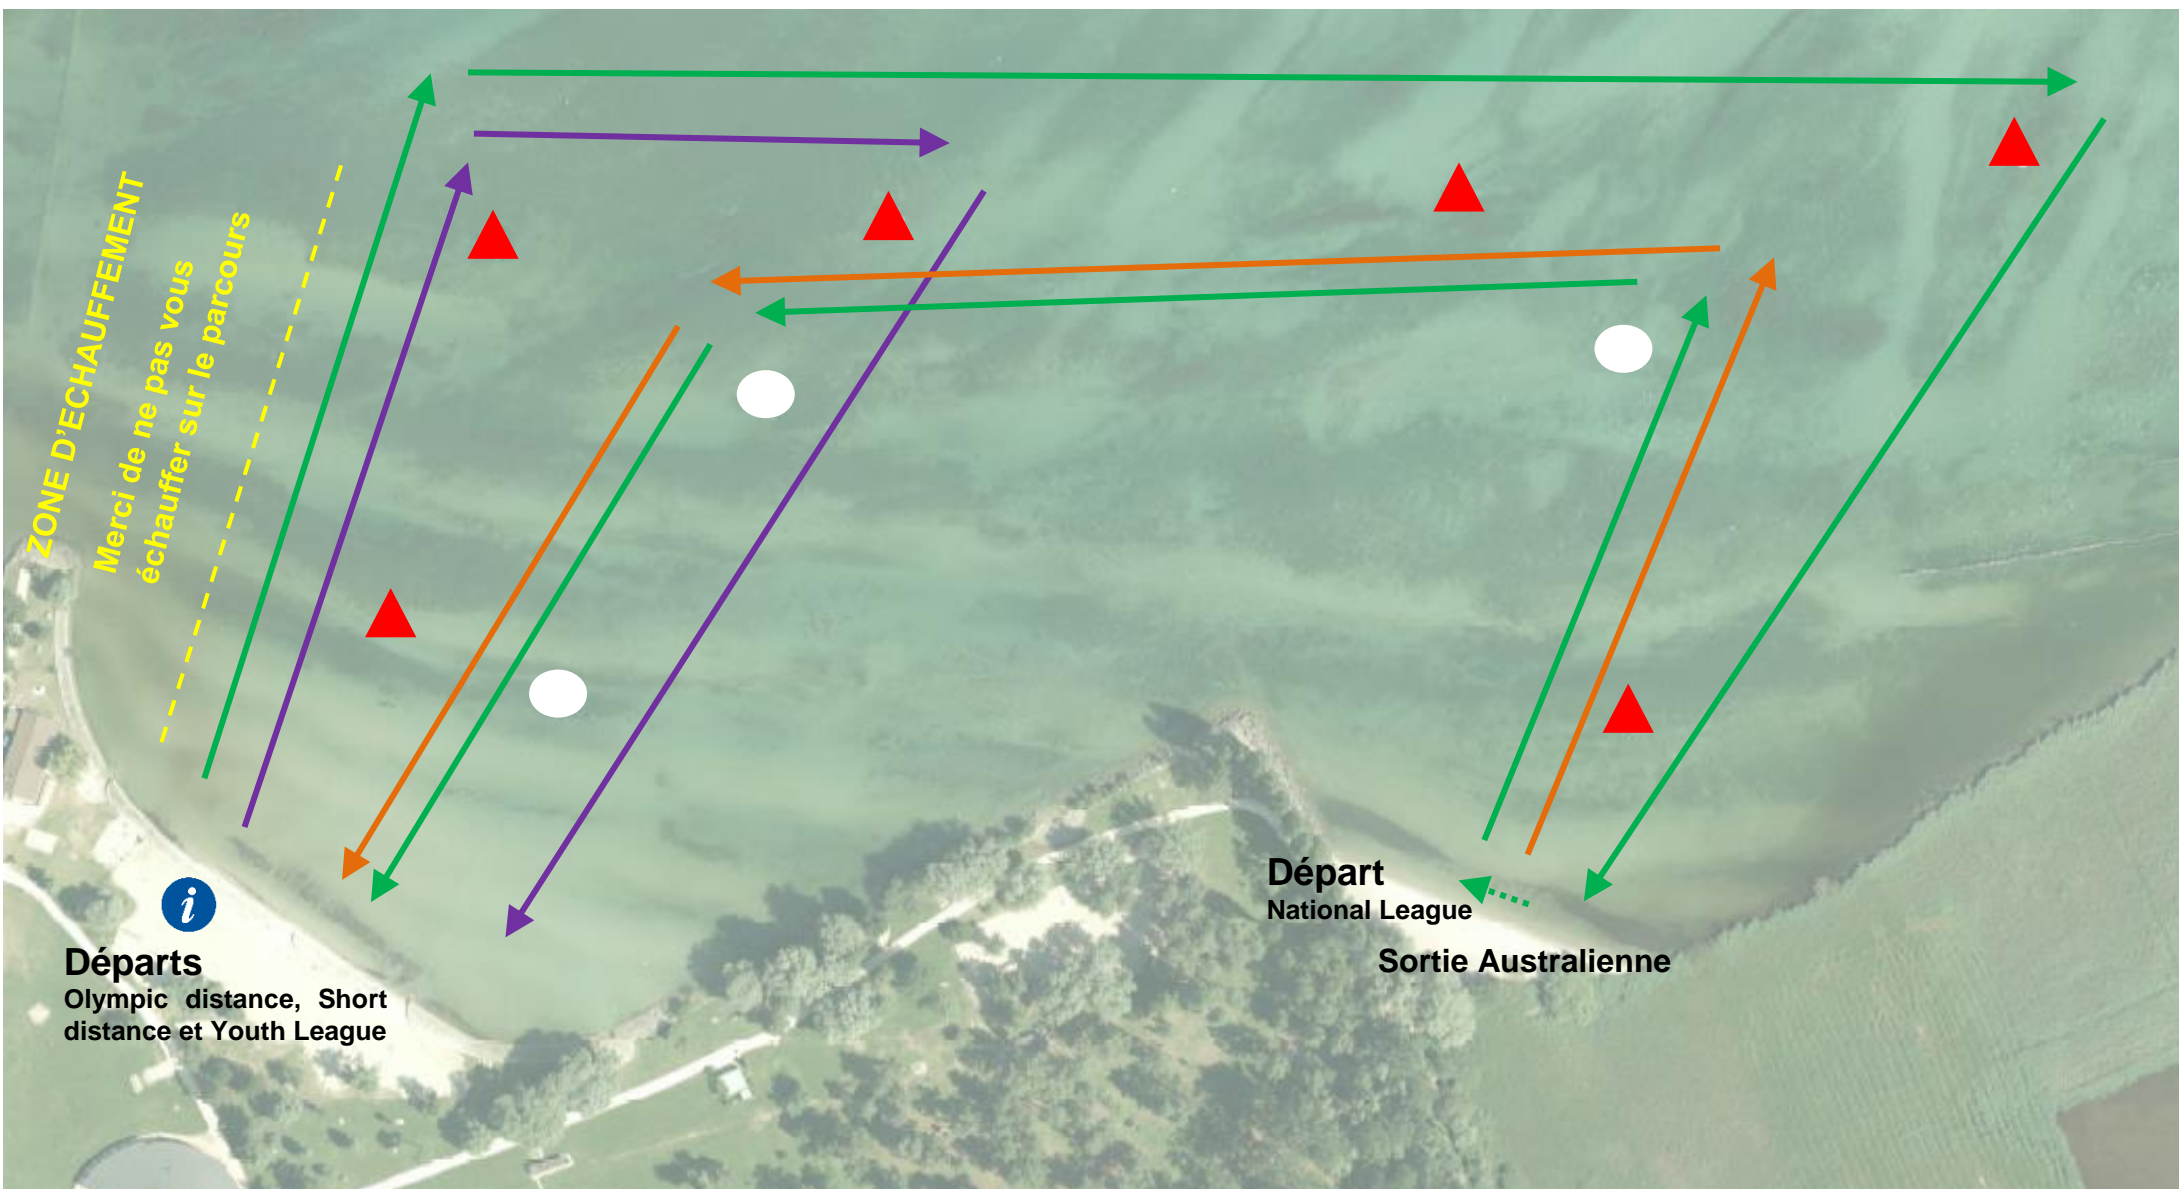 ZONE D'ECHAUFFEMENT
Merci de ne pas vous
échauffer sur le parcours
i
Départs
Olympic distance, Short
distance et Youth League
Départ
National League
Sortie Australienne